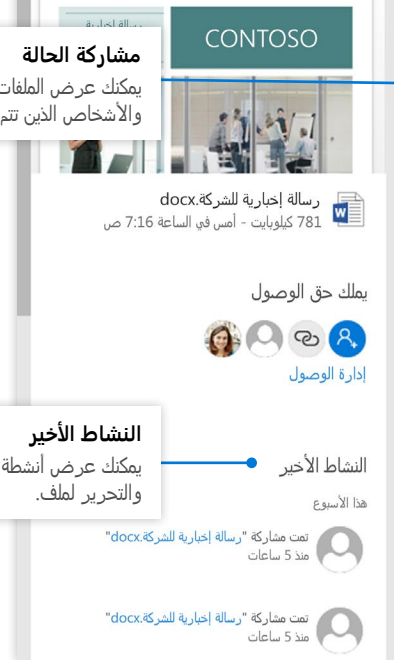 رسالة إخبارية
CONTOSO
مشاركة الحالة
يمكنك عرض الملفات
والأشخاص الذين تتم
رسالة إخبارية للشركة.docx
781 كيلوبايت - أمس في الساعة 7:16 ص
يملك حق الوصول
إدارة الوصول
النشاط الأخير
يمكنك عرض أنشطة
والتحرير لملف.
النشاط الأخير
هذا الأسبوع
تمت مشاركة "رسالة إخبارية للشركة.docx"
منذ 5 ساعات
تمت مشاركة "رسالة إخبارية للشركة.docx"
منذ 5 ساعات